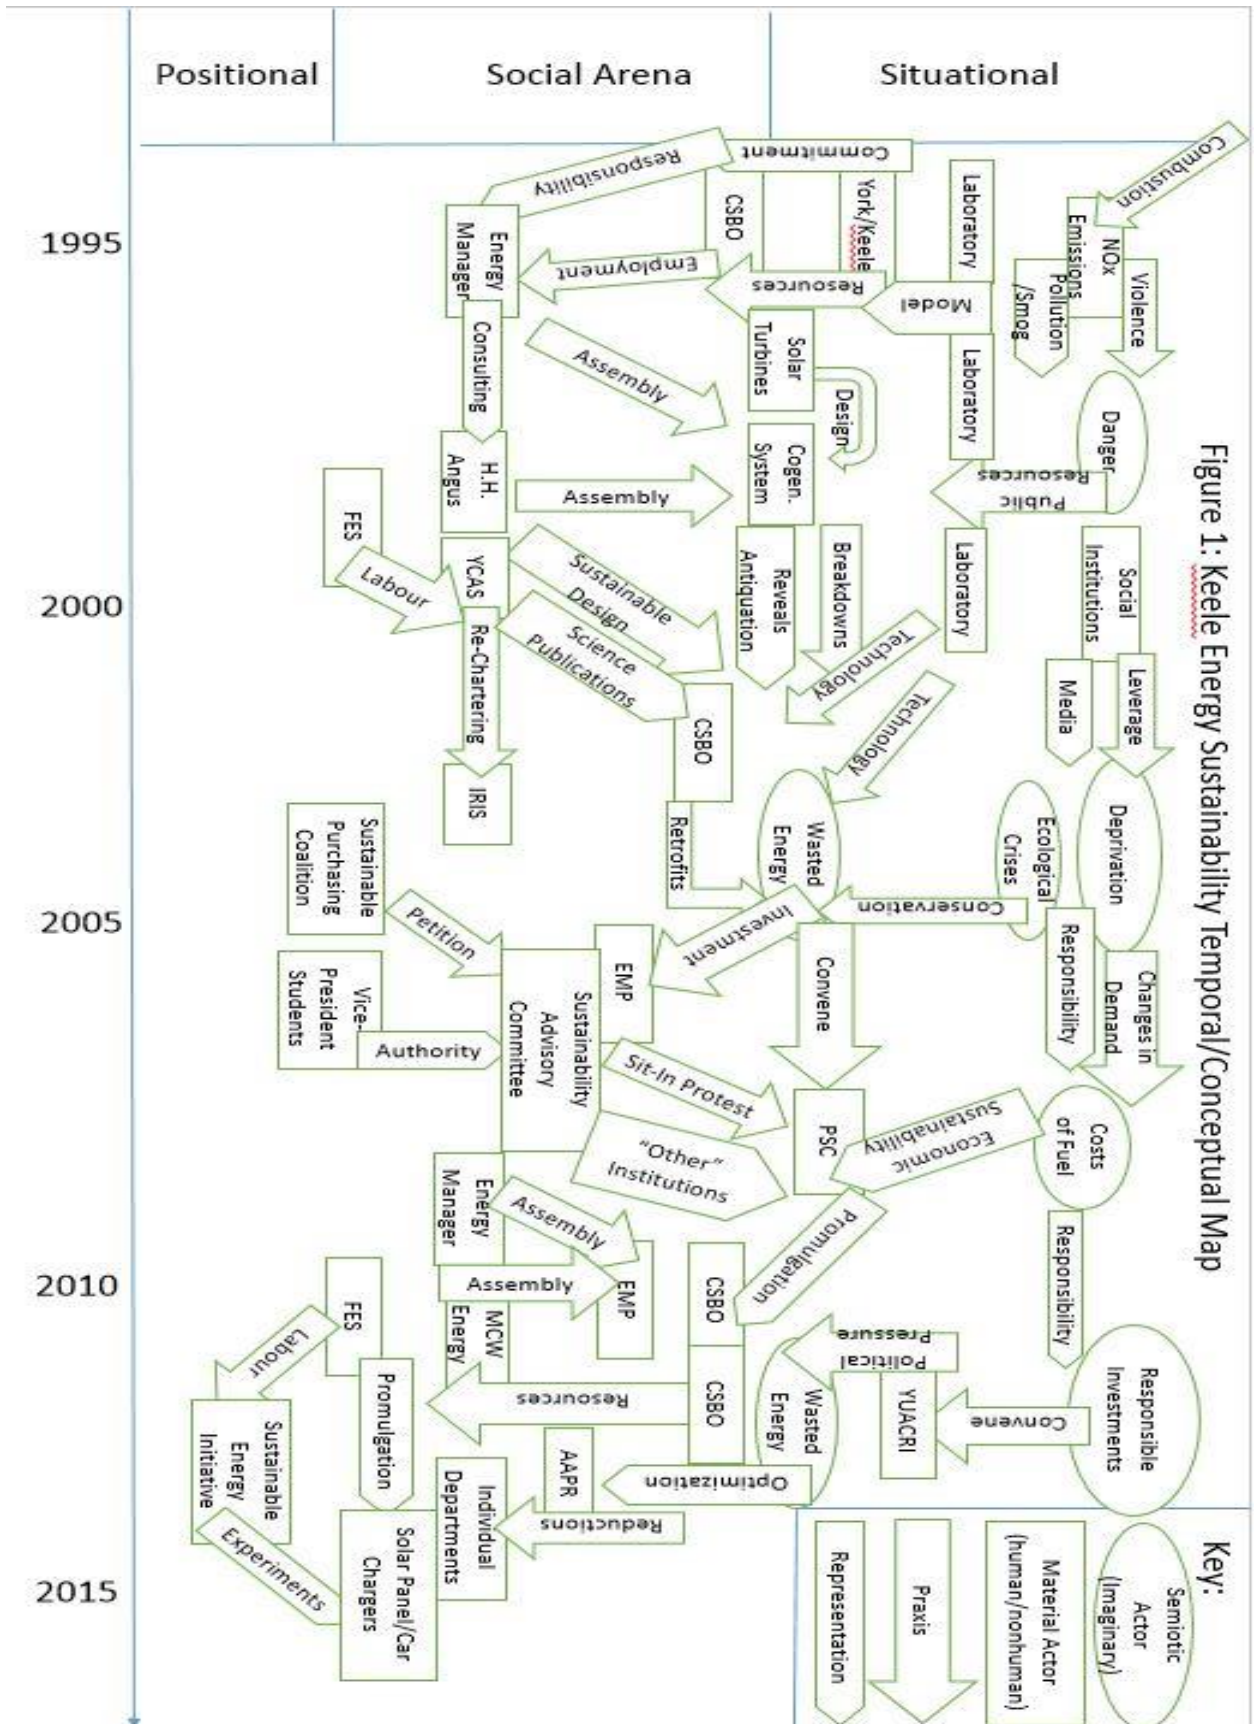 Figure 1: Keele Energy Sustainability Temporal/Conceptual Map
Positional
Social Arena
Situational
1995
2000
2005
2010
2015
Combustion
NOx
Emissions
Violence
Pollution
/Smog
Danger
Public
Resources
Social
Institutions
Leverage
Media
Deprivation
Ecological
Crises
Changes in
Demand
Responsibility
Costs
of Fuel
Economic
Sustainability
Responsibility
Responsible
Investments
Convene
YUACRI
Political
Pressure
Laboratory
Model
Laboratory
Laboratory
Technology
Technology
Commitment
York/Keele
Resources
CSBO
Responsibility
Employment
Energy
Manager
Consulting
Assembly
Solar
Turbines
Design
Cogen.
System
H.H.
Angus
Assembly
Breakdowns
Reveals
Antiquation
FES
Labour
YCAS
Sustainable
Design
Science
Publications
Re-Chartering
IRIS
CSBO
Retrofits
Wasted
Energy
Conservation
Investment
Convene
EMP
Sustainable
Purchasing
Coalition
Petition
Vice-
President
Students
Authority
Sustainability
Advisory
Committee
Sit-In Protest
"Other"
Institutions
PSC
Promulgation
Energy
Manager
Assembly
Assembly
EMP
MCW
Energy
CSBO
CSBO
Resources
Wasted
Energy
Optimization
AAPR
Reductions
Individual
Departments
FES
Labour
Promulgation
Sustainable
Energy
Initiative
Experiments
Solar Panel/Car
Chargers
Key:
Semiotic
Actor
(Imaginary)
Material Actor
(human/nonhuman)
Praxis
Representation